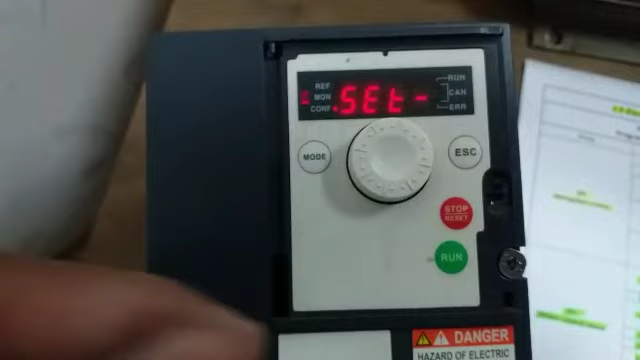 REF
MON
CONF
.SEt-
RUN
CAN
ERR
MODE
ESC
STOP
RESET
RUN
DANGER
HAZARD OF ELECTRIC